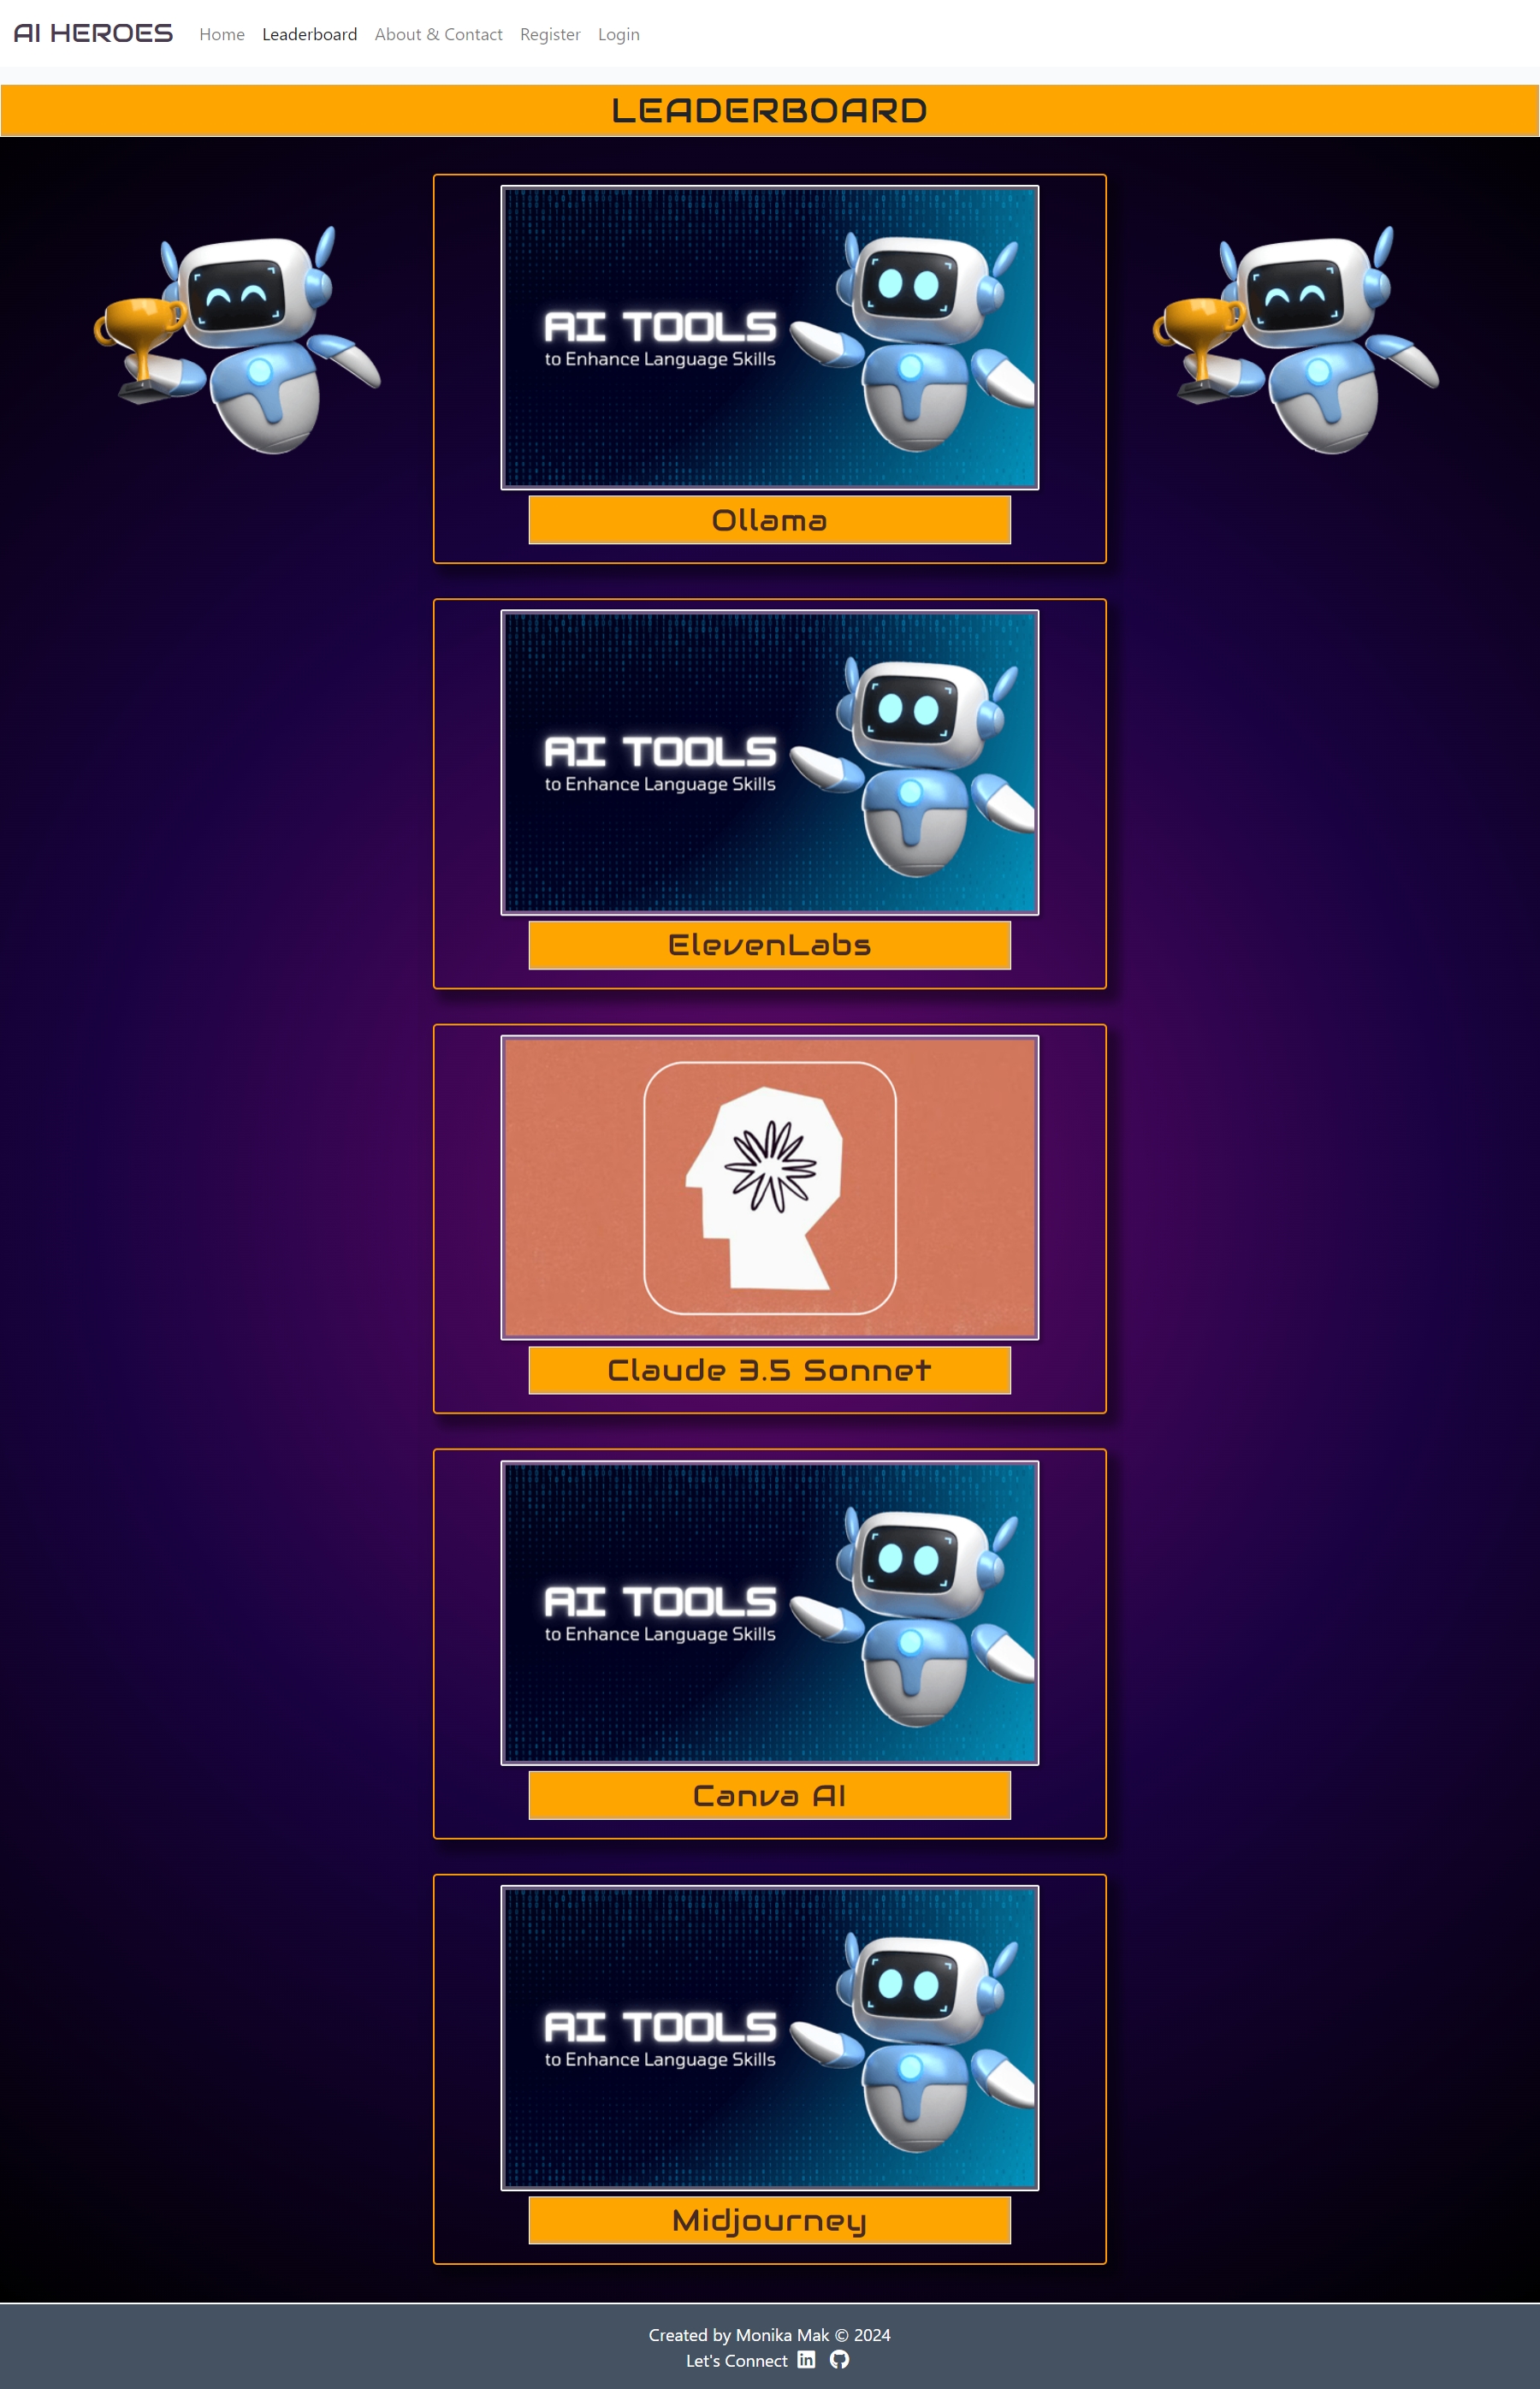 AI HEROES Home Leaderboard About & Contact Register Login
LEADERBOARD
AI TOOLS
to Enhance Language Skills
Ollama
AI TOOLS
to Enhance Language Skills
ElevenLabs
Claude 3.5 Sonnet
AI TOOLS
to Enhance Language Skills
Canva AI
AI TOOLS
to Enhance Language Skills
Midjourney
Created by Monika Mak © 2024
Let's Connect